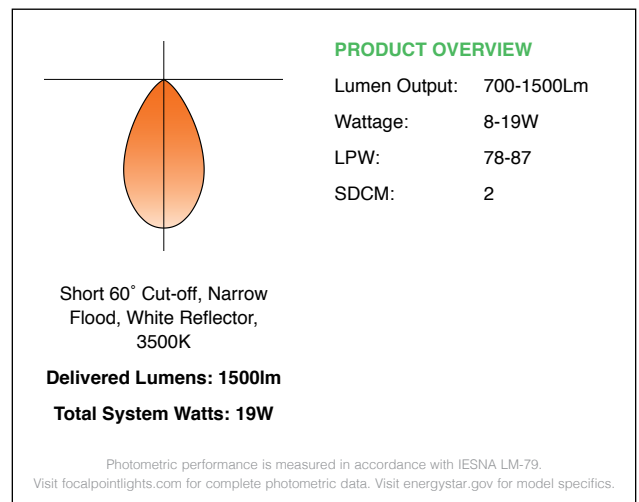 PRODUCT OVERVIEW
Lumen Output: 700-1500Lm
Wattage: 8-19W
LPW: 78-87
SDCM: 2
Short 60˚ Cut-off, Narrow
Flood, White Reflector,
3500K
Delivered Lumens: 1500lm
Total System Watts: 19W
Photometric performance is measured in accordance with IESNA LM-79.
Visit focalpointlights.com for complete photometric data. Visit energystar.gov for model specifics.